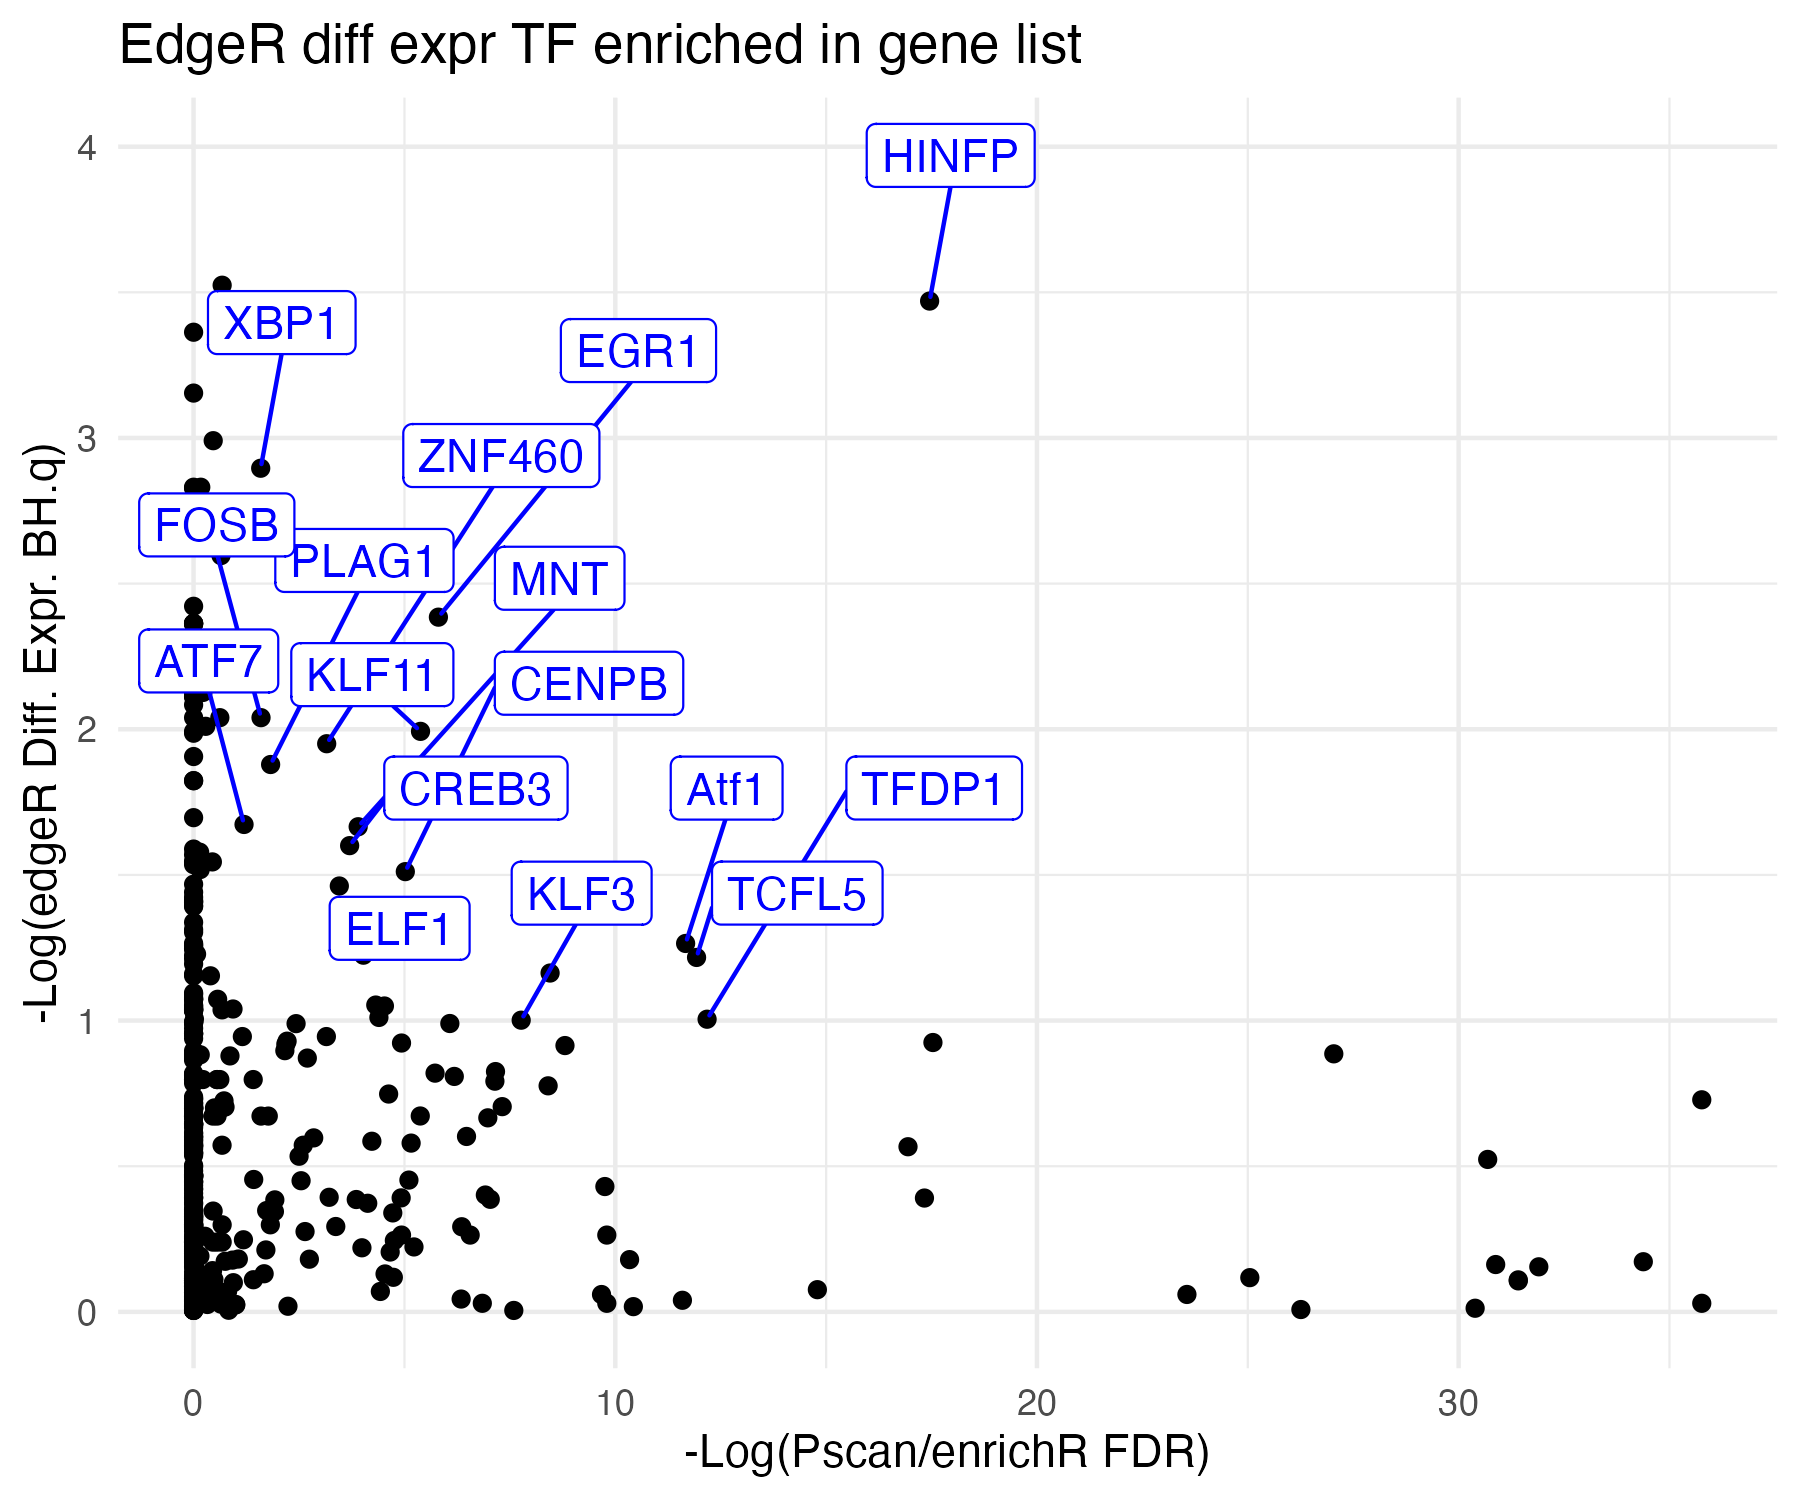 EdgeR diff expr TF enriched in gene list
-Log(edgeR Diff. Expr. BH.q)
4
3
2
1
0
HINFP
XBP1
EGR1
ZNF460
FOSB
PLAG1
MNT
ATF7
KLF11
CENPB
CREB3
Atf1
TFDP1
KLF3
TCFL5
ELF1
0
10
20
30
-Log(Pscan/enrichR FDR)